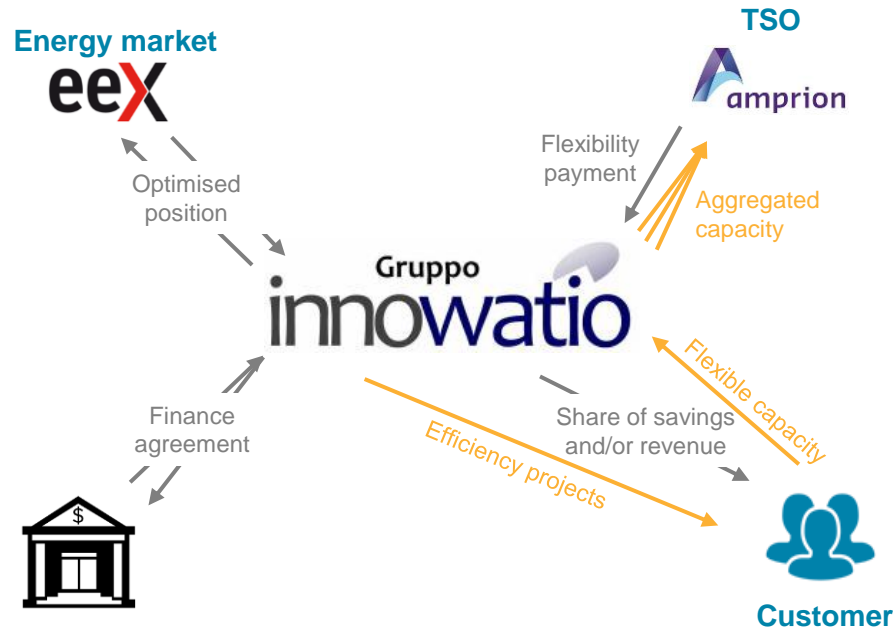 Energy market
eex
TSO
amprion
Optimised
position
Flexibility
payment
Aggregated
capacity
Gruppo
innowatio
Finance
agreement
Efficiency projects
Share of savings
and/or revenue
Flexible capacity
$
Customer